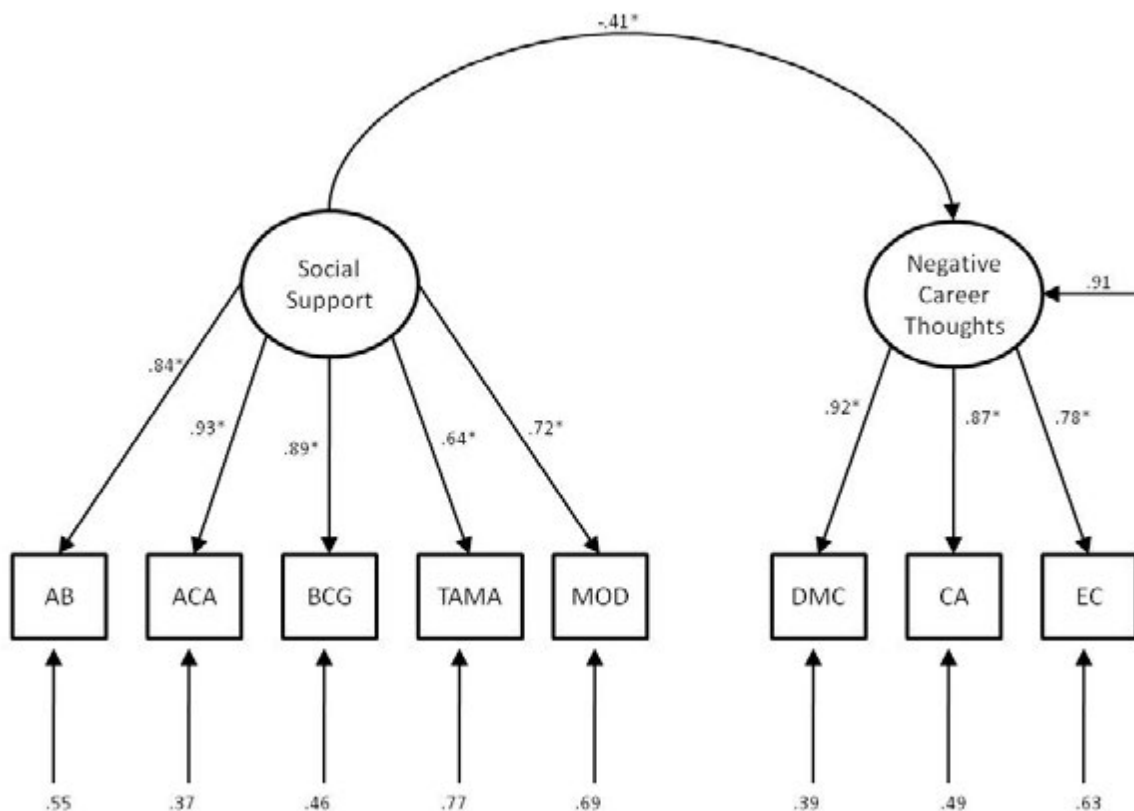 -.41*
Social
Support
Negative
Career
Thoughts
.91
.84*
.93*
.89*
.64*
.72*
.92*
.87*
.78*
AB
ACA
BCG
TAMA
MOD
DMC
CA
EC
.55
.37
.46
.77
.69
.39
.49
.63